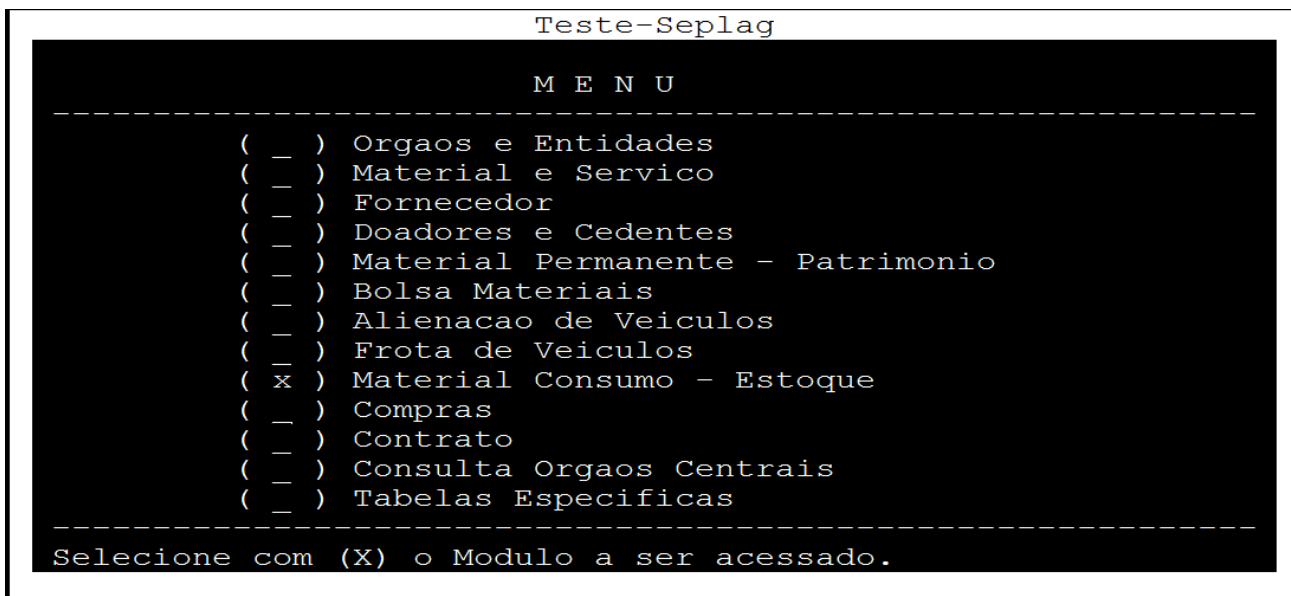 Teste-Seplag
M E N U
------------------------------------------------------------
( _ ) Orgaos e Entidades
( _ ) Material e Servico
( _ ) Fornecedor
( _ ) Doadores e Cedentes
( _ ) Material Permanente - Patrimonio
( _ ) Bolsa Materiais
( _ ) Alienacao de Veiculos
( _ ) Frota de Veiculos
( x ) Material Consumo - Estoque
( _ ) Compras
( _ ) Contrato
( _ ) Consulta Orgaos Centrais
( _ ) Tabelas Especificas
------------------------------------------------------------
Selecione com (X) o Modulo a ser acessado.